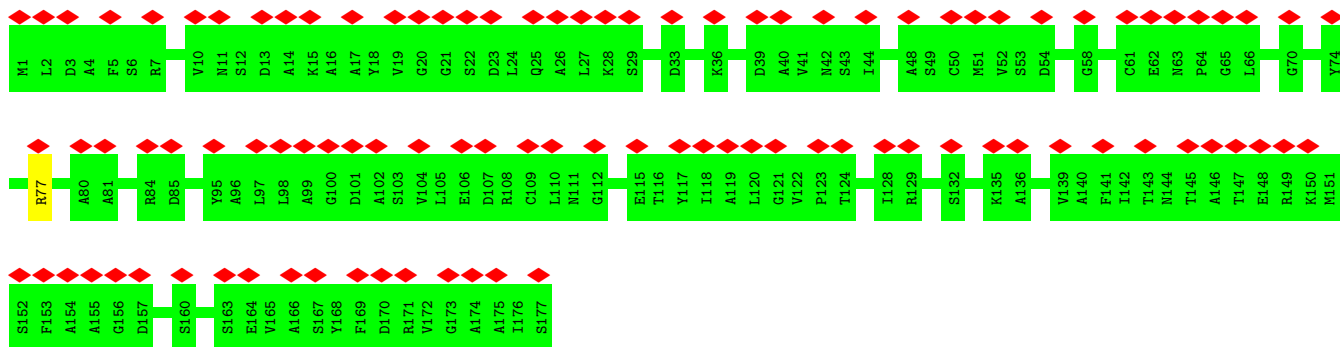 M1 L2 D3 A4 F5 S6 R7 V10 N11 S12 D13 A14 K15 A16 A17 Y18 V19 G20 G21 S22 D23 L24 Q25 A26 L27 K28 S29 D33 K36 D39 A40 V41 N42 S43 I44 A48 S49 C50 M51 V52 S53 D54 G58 C61 E62 N63 P64 G65 L66 G70 Y74
R77 A80 A81 R84 D85 Y95 A96 L97 L98 A99 G100 D101 A102 S103 V104 L105 E106 D107 R108 C109 L110 N111 G112 E115 T116 Y117 I118 A119 L120 G121 V122 P123 T124 I128 R129 S132 K135 A136 V139 A140 F141 I142 T143 N144 T145 A146 T147 E148 R149 K150 M151
S152 F153 A154 A155 G156 D157 S160 S163 E164 V165 A166 S167 Y168 F169 D170 R171 V172 G173 A174 A175 I176 S177